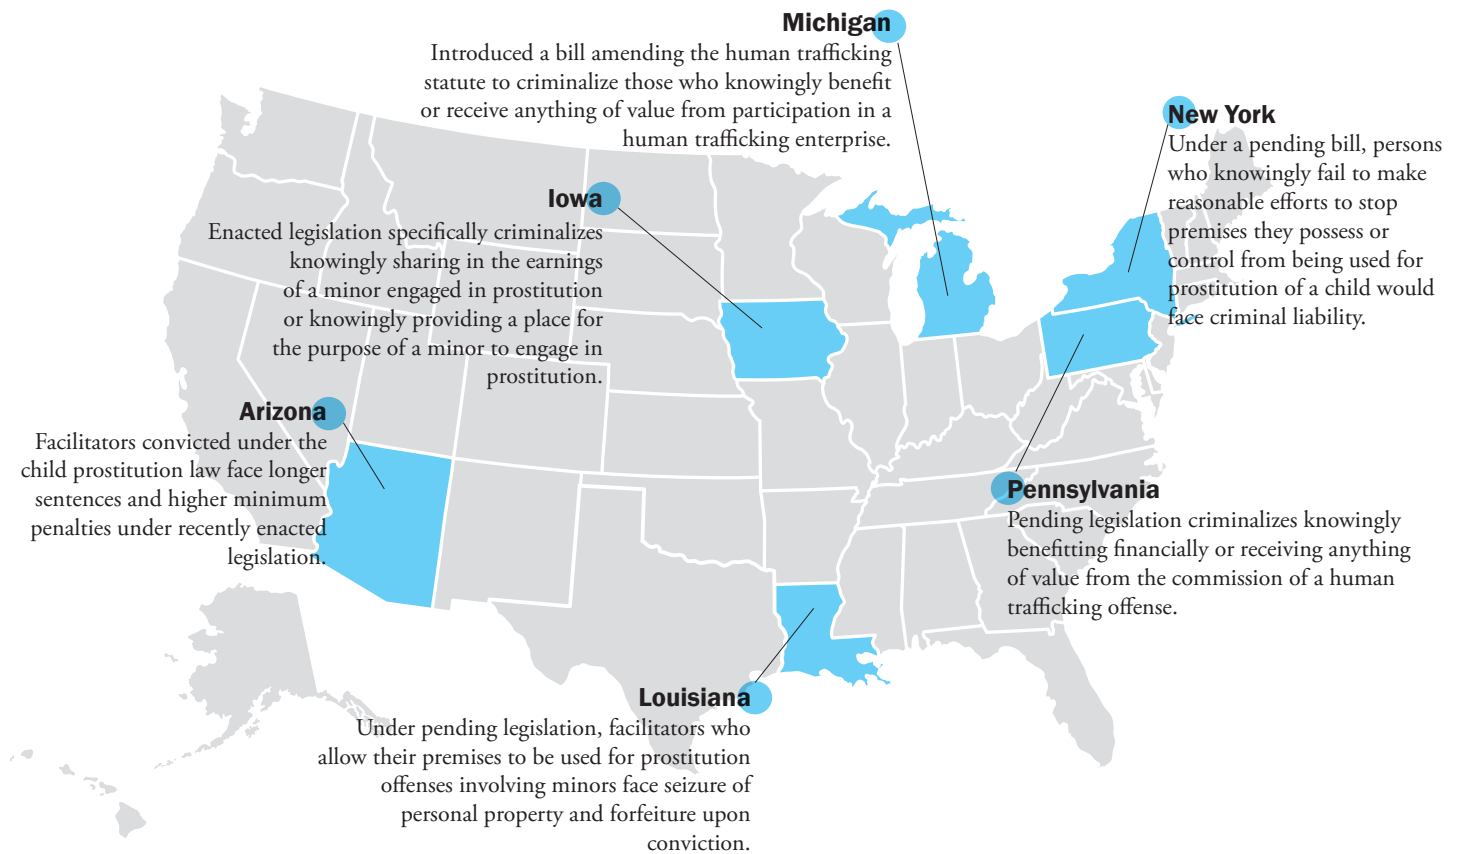 Michigan
Introduced a bill amending the human trafficking
statute to criminalize those who knowingly benefit
or receive anything of value from participation in a
human trafficking enterprise.
New York
Under a pending bill, persons
who knowingly fail to make
reasonable efforts to stop
premises they possess or
control from being used for
prostitution of a child would
face criminal liability.
Iowa
Enacted legislation specifically criminalizes
knowingly sharing in the earnings
of a minor engaged in prostitution
or knowingly providing a place for
the purpose of a minor to engage in
prostitution.
Arizona
Facilitators convicted under the
child prostitution law face longer
sentences and higher minimum
penalties under recently enacted
legislation.
Pennsylvania
Pending legislation criminalizes knowingly
benefitting financially or receiving anything
of value from the commission of a human
trafficking offense.
Louisiana
Under pending legislation, facilitators who
allow their premises to be used for prostitution
offenses involving minors face seizure of
personal property and forfeiture upon
conviction.